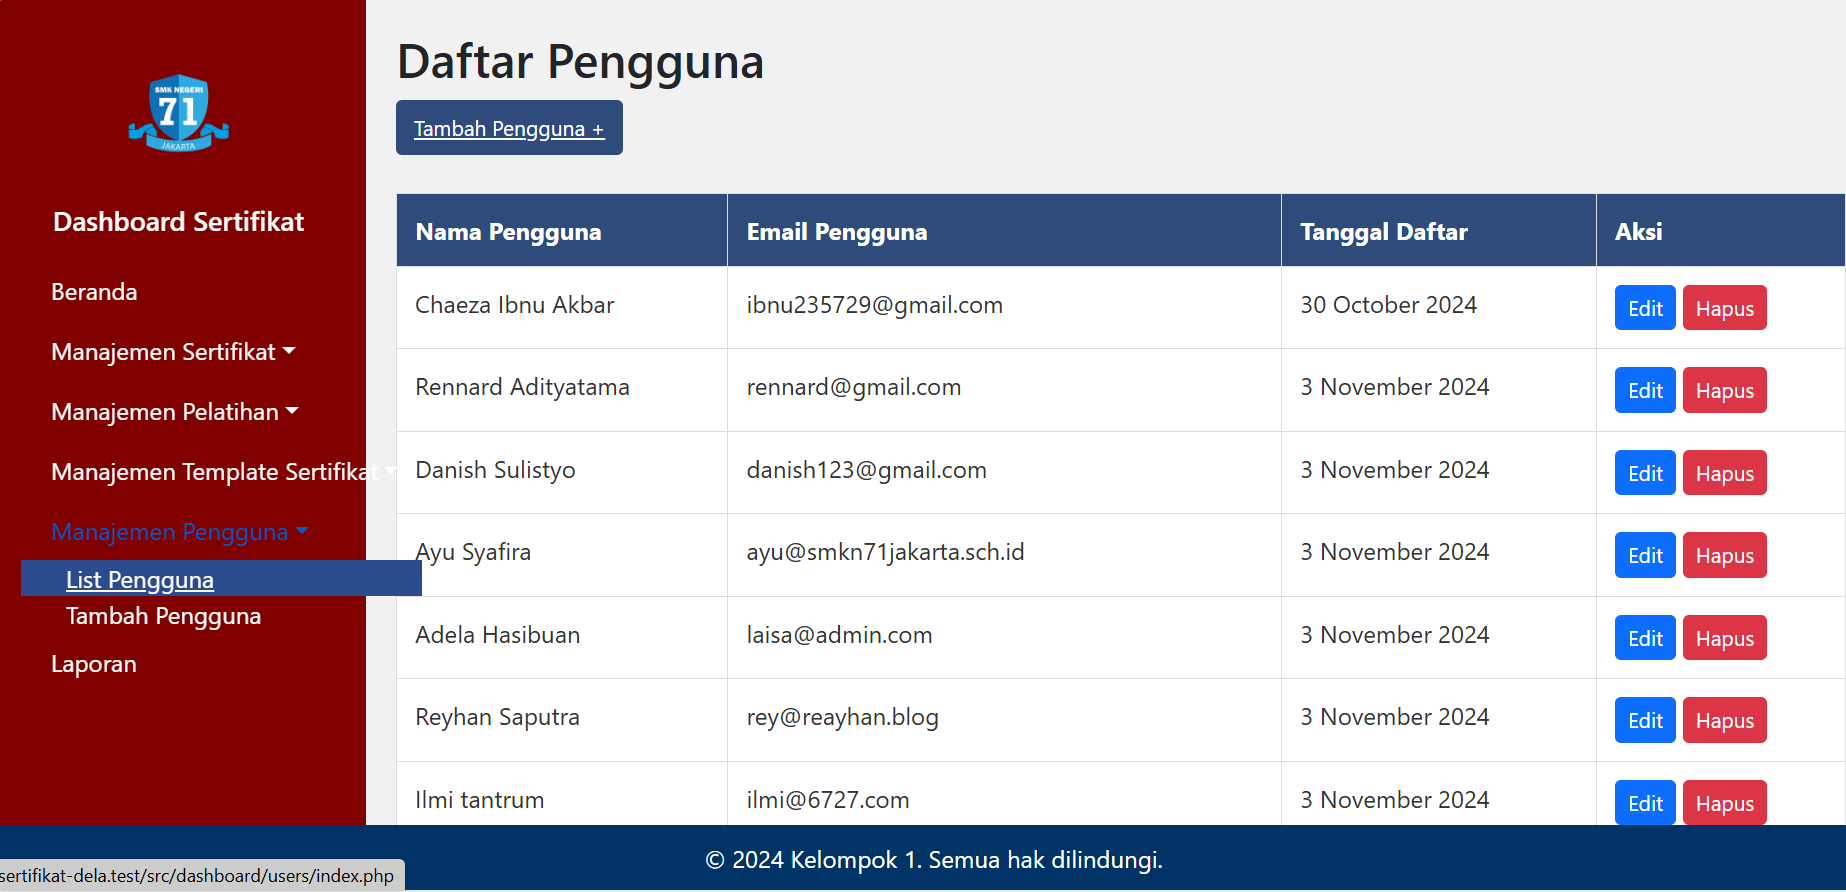 SMK NEGERI
71
JAKARTA
Dashboard Sertifikat
Beranda
Manajemen Sertifikat
Manajemen Pelatihan
Manajemen Template Sertifikat
Manajemen Pengguna
List Pengguna
Tambah Pengguna
Laporan
Daftar Pengguna
Tambah Pengguna +
Nama Pengguna Email Pengguna Tanggal Daftar Aksi
Chaeza Ibnu Akbar ibnu235729@gmail.com 30 October 2024 Edit Hapus
Rennard Adityatama rennard@gmail.com 3 November 2024 Edit Hapus
Danish Sulistyo danish123@gmail.com 3 November 2024 Edit Hapus
Ayu Syafira ayu@smkn71jakarta.sch.id 3 November 2024 Edit Hapus
Adela Hasibuan laisa@admin.com 3 November 2024 Edit Hapus
Reyhan Saputra rey@reayhan.blog 3 November 2024 Edit Hapus
Ilmi tantrum ilmi@6727.com 3 November 2024 Edit Hapus
© 2024 Kelompok 1. Semua hak dilindungi.
sertifikat-dela.test/src/dashboard/users/index.php